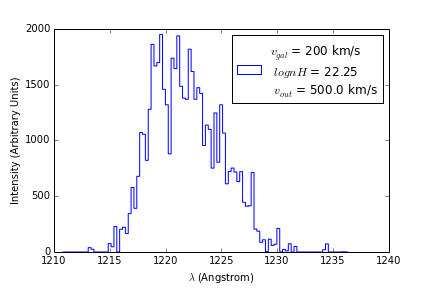 2000
1500
1000
500
0
Intensity (Arbitrary Units)
v_gal = 200 km/s
lognH = 22.25
v_out = 500.0 km/s
1210 1215 1220 1225 1230 1235 1240
λ (Angstrom)